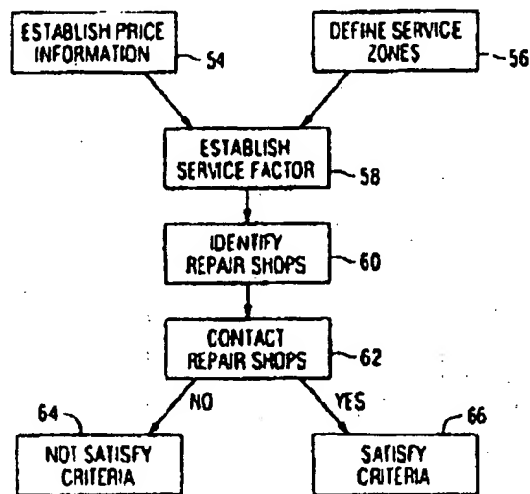 ESTABLISH PRICE
INFORMATION
54
DEFINE SERVICE
ZONES
56
ESTABLISH
SERVICE FACTOR
58
IDENTIFY
REPAIR SHOPS
60
CONTACT
REPAIR SHOPS
62
NO
YES
64
NOT SATISFY
CRITERIA
66
SATISFY
CRITERIA